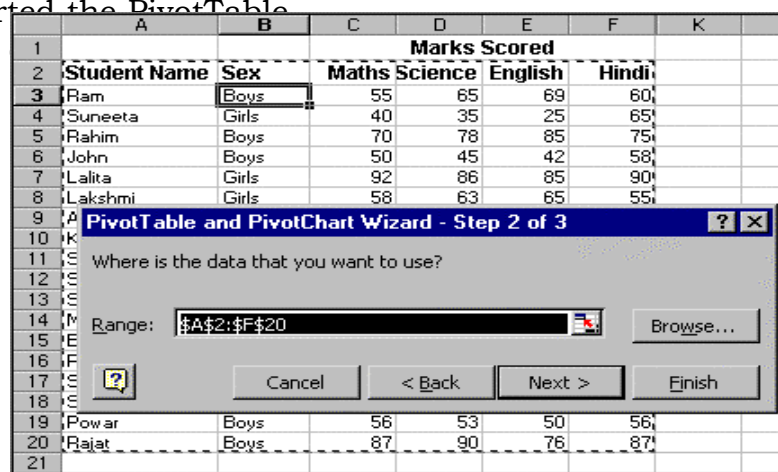 rted the PivotTable
A B C D E F K
1 Marks Scored
2 Student Name Sex Maths Science English Hindi
3 Ram Boys 55 65 69 60
4 Suneeta Girls 40 35 25 65
5 Rahim Boys 70 78 85 75
6 John Boys 50 45 42 58
7 Lalita Girls 92 86 85 90
8 Lakshmi Girls 58 63 65 55
9 A
PivotTable and PivotChart Wizard - Step 2 of 3 ? X
10 K
11 S
Where is the data that you want to use?
12 S
13 S
14 M
Range: $A$2:$F$20 Browse...
15
16
17 S
? Cancel < Back Next > Finish
18 S
19 Powar Boys 56 53 50 56
20 Rajat Boys 87 90 76 87
21